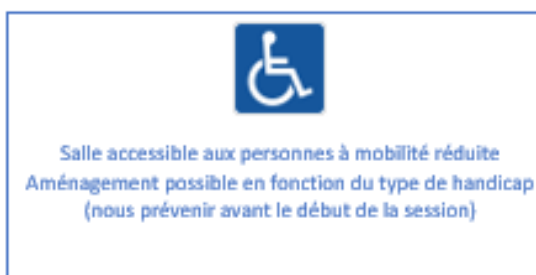 Salle accessible aux personnes à mobilité réduite
Aménagement possible en fonction du type de handicap
(nous prévenir avant le début de la session)